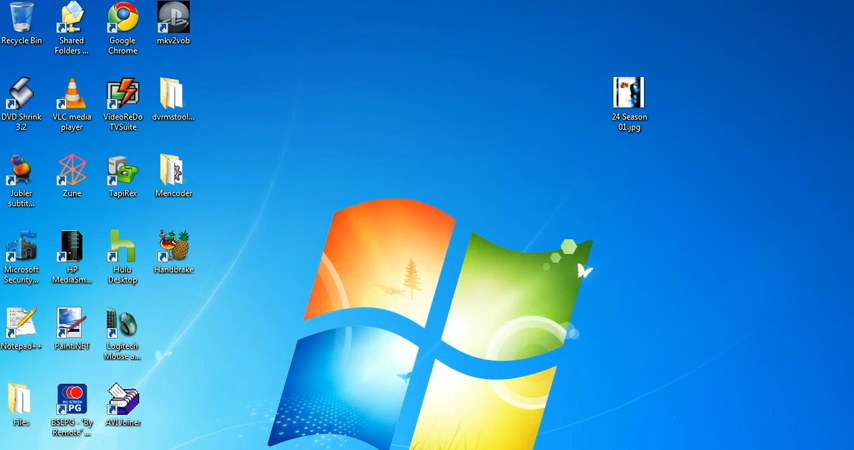 Recycle Bin
Shared
Folders ...
Google
Chrome
mkv2vob
DVD Shrink
3.2
VLC media
player
VideoReDo
TVSuite
dvrmstool...
Jubler
subtit...
Zune
TapiRex
Mencoder
Microsoft
Security...
HP
MediaSm...
Hulu
Desktop
Handbrake
Notepad++
Paint.NET
Logitech
Mouse a...
Files
BSEPG - "By
Remote" ...
AVIJoiner
24 Season
01.jpg